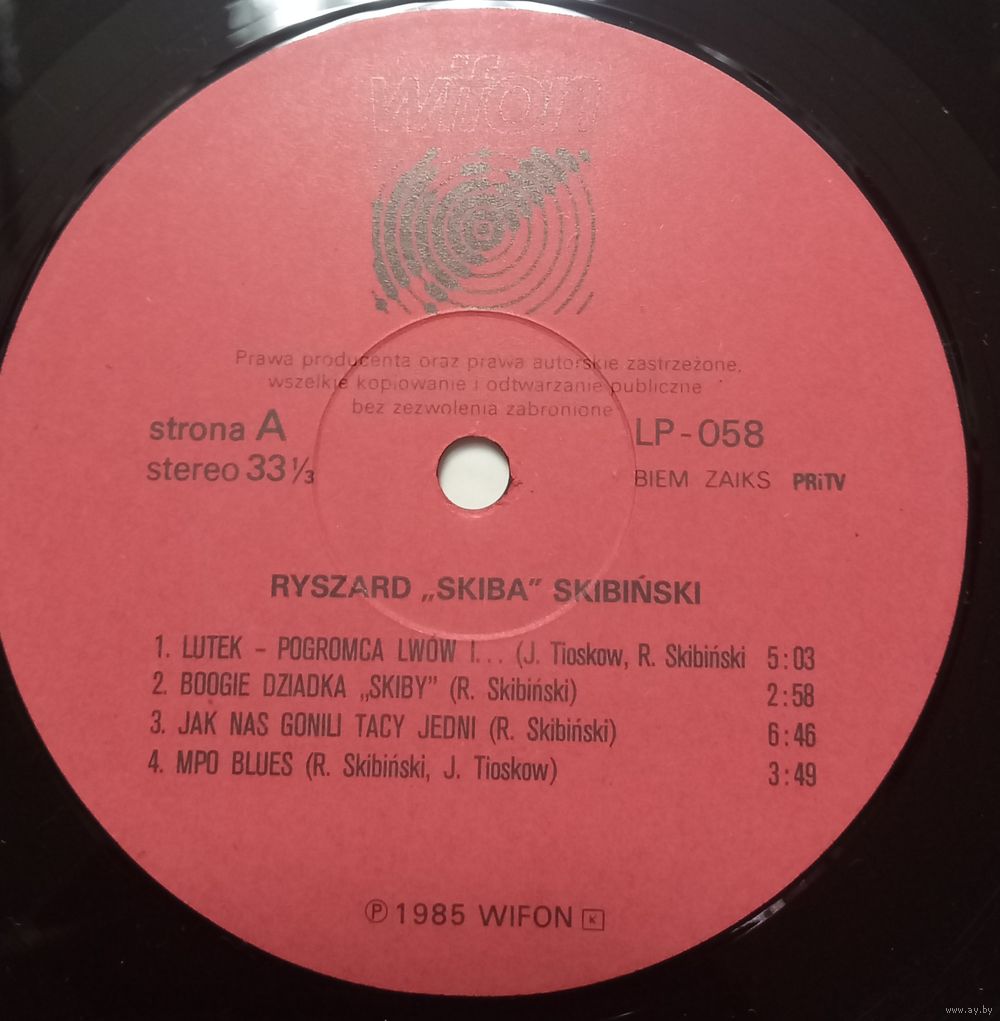 wifon
Prawa producenta oraz prawa autorskie zastrzeżone,
wszelkie kopiowanie i odtwarzanie publiczne
bez zezwolenia zabronione
strona A
LP-058
stereo 33⅓
BIEM ZAIKS PRiTV
RYSZARD „SKIBA” SKIBIŃSKI
1. LUTEK – POGROMCA LWÓW I... (J. Tioskow, R. Skibiński 5:03
2. BOOGIE DZIADKA „SKIBY” (R. Skibiński) 2:58
3. JAK NAS GONILI TACY JEDNI (R. Skibiński) 6:46
4. MPO BLUES (R. Skibiński, J. Tioskow) 3:49
℗ 1985 WIFON K
www.ay.by